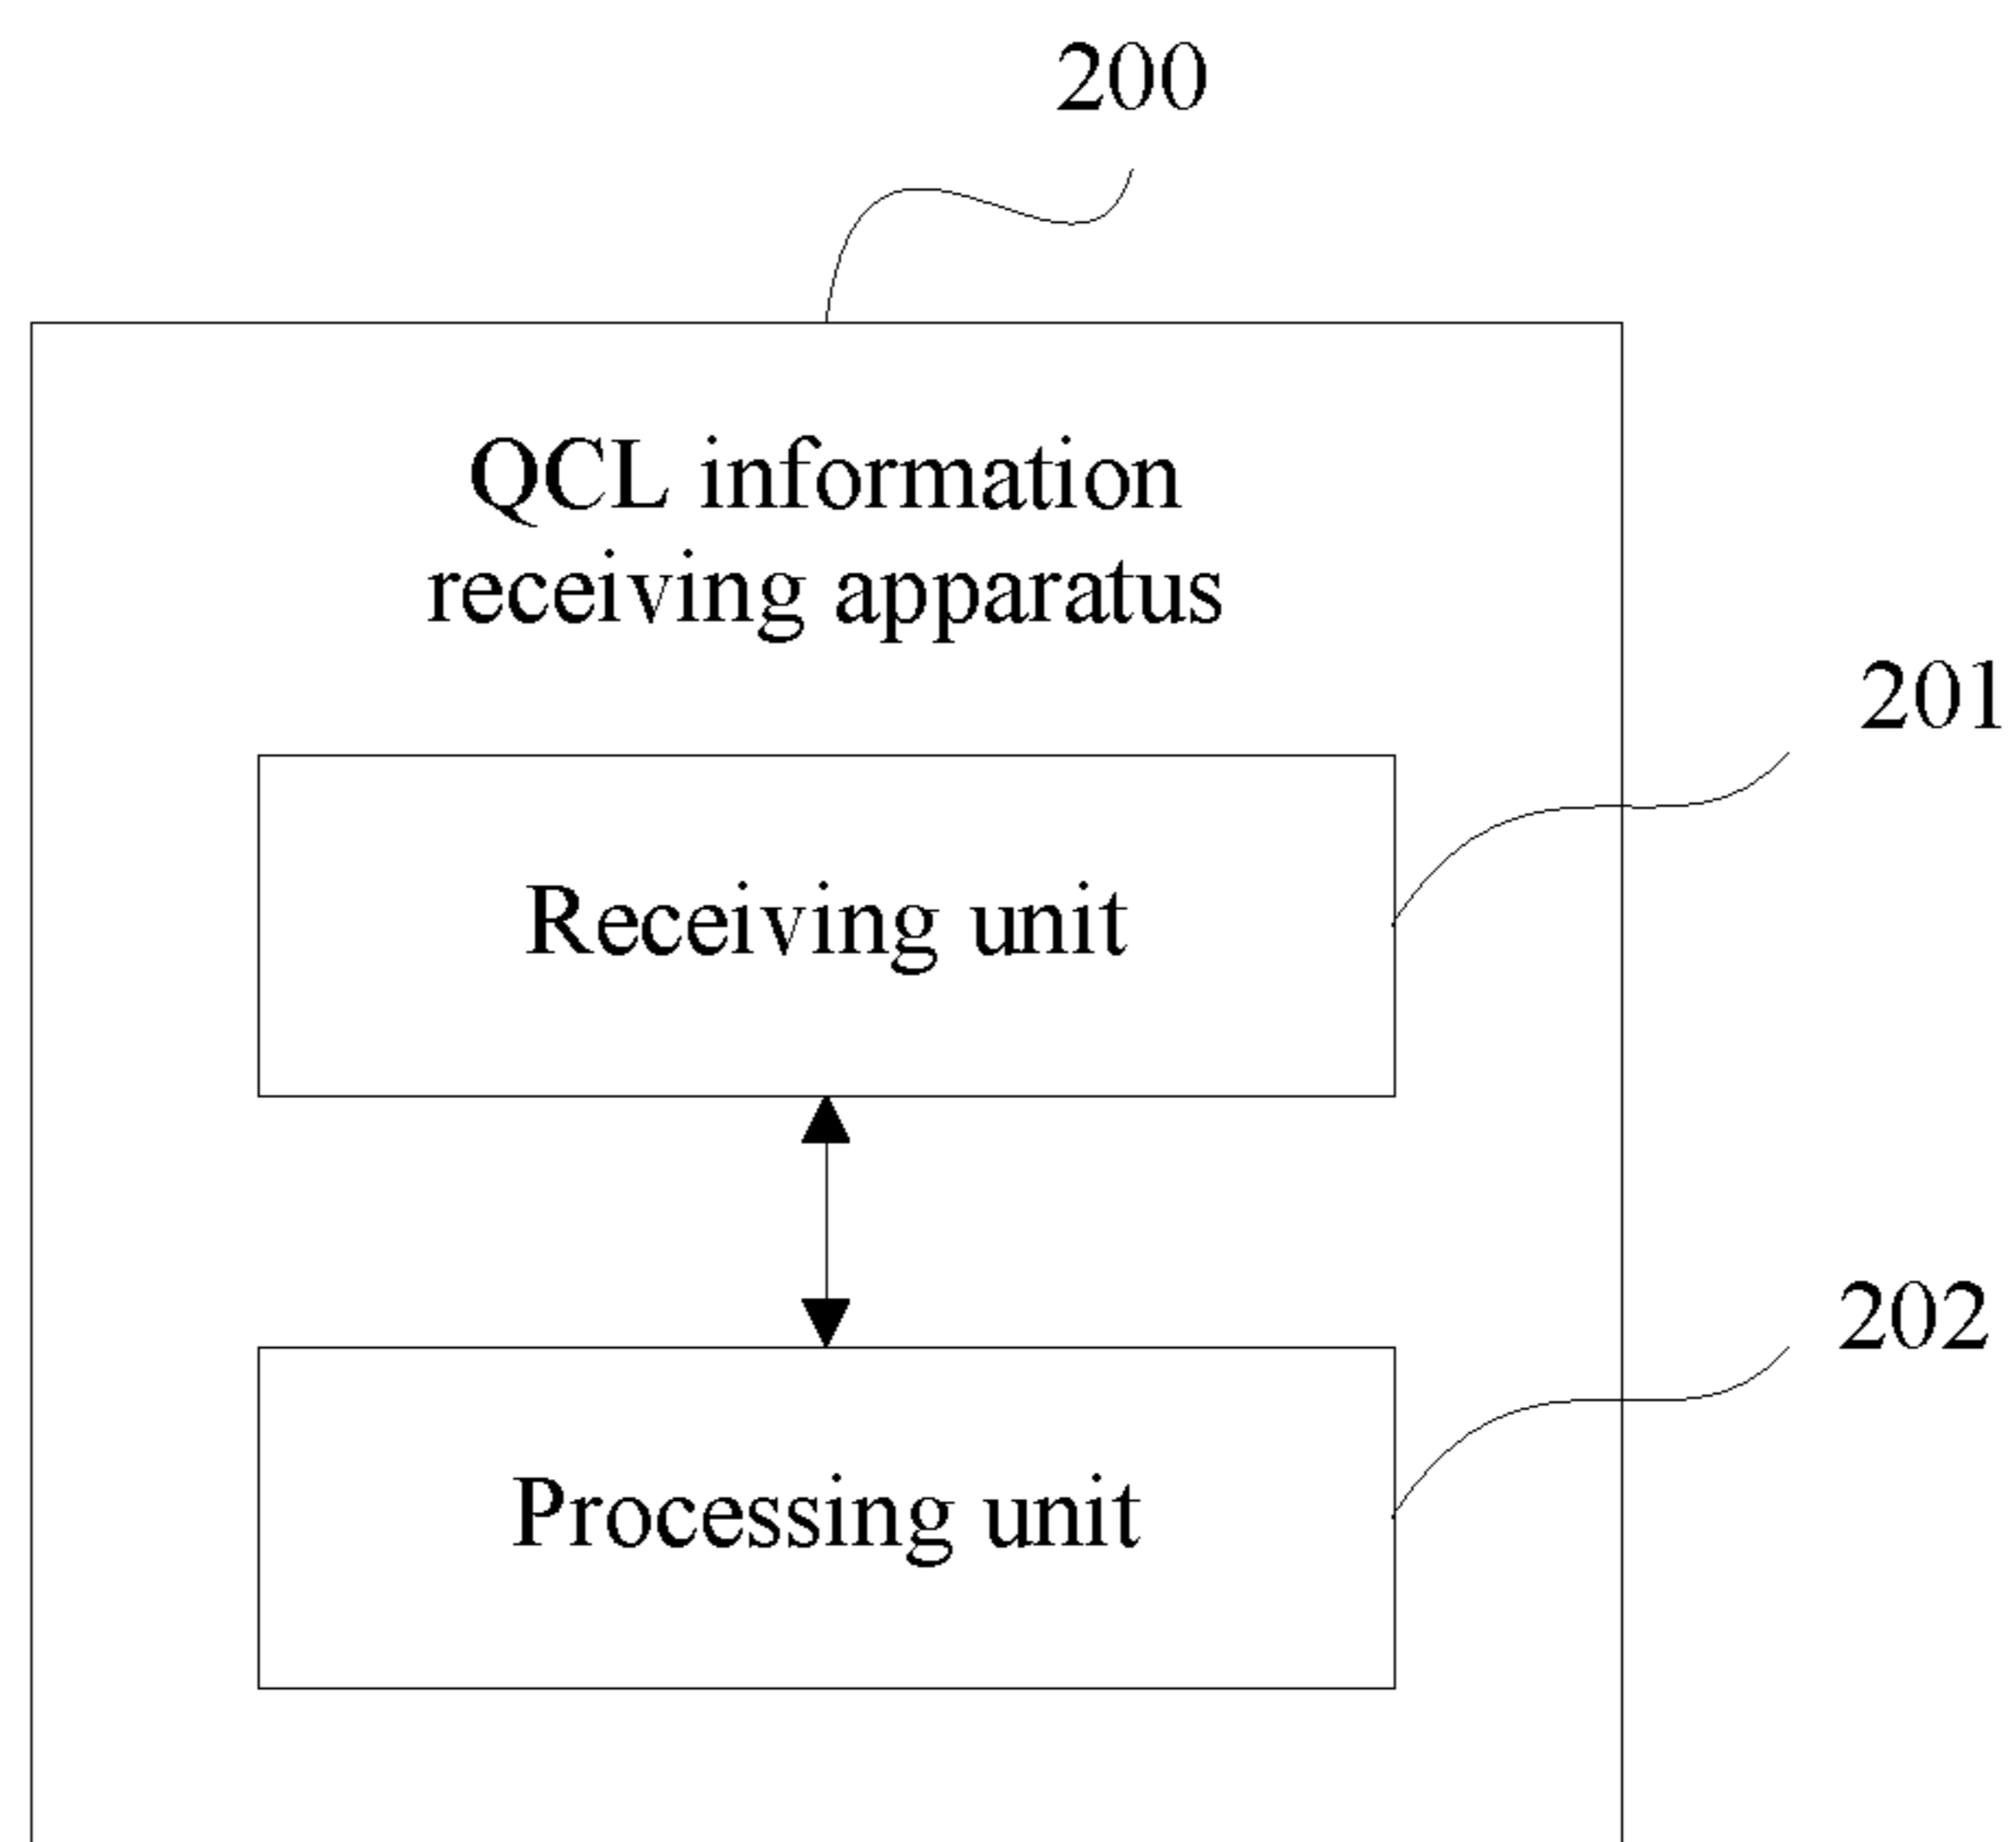 200
QCL information
receiving apparatus
201
Receiving unit
202
Processing unit